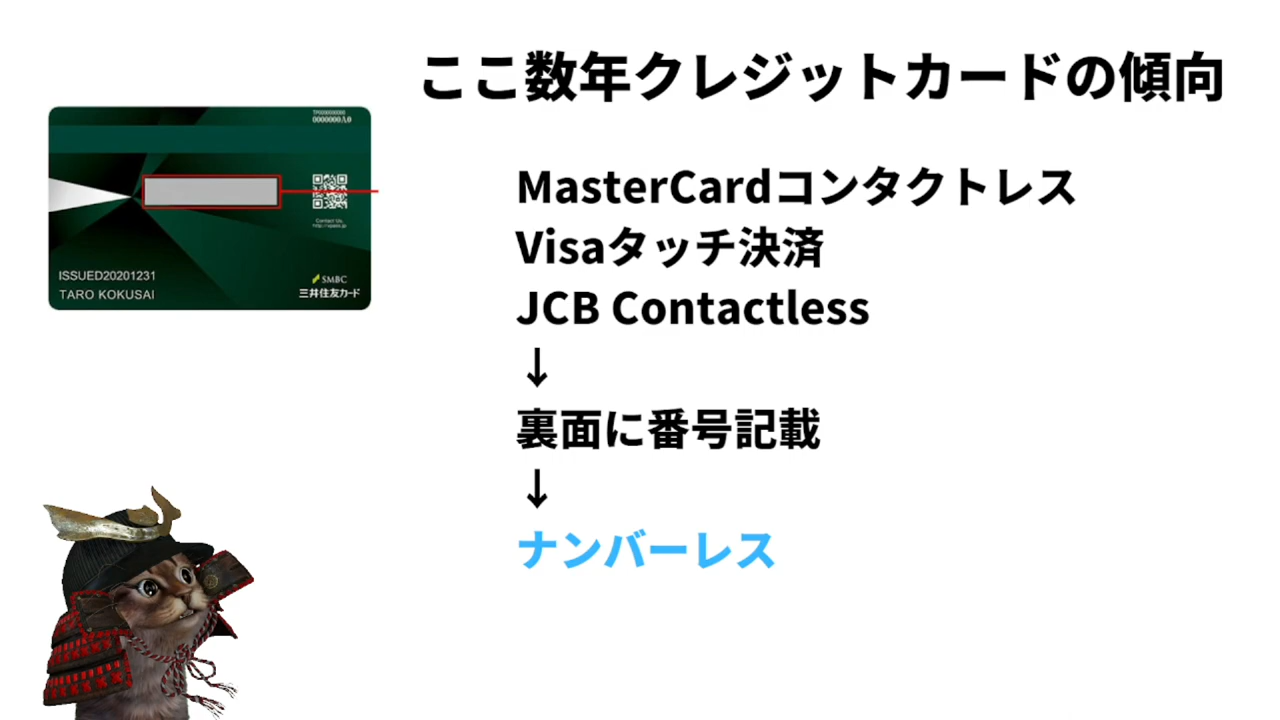 ここ数年クレジットカードの傾向
MasterCardコンタクトレス
Visaタッチ決済
JCB Contactless
↓
裏面に番号記載
↓
ナンバーレス
ISSUED20201231
TARO KOKUSAI
SMBC
三井住友カード
Contact Us.